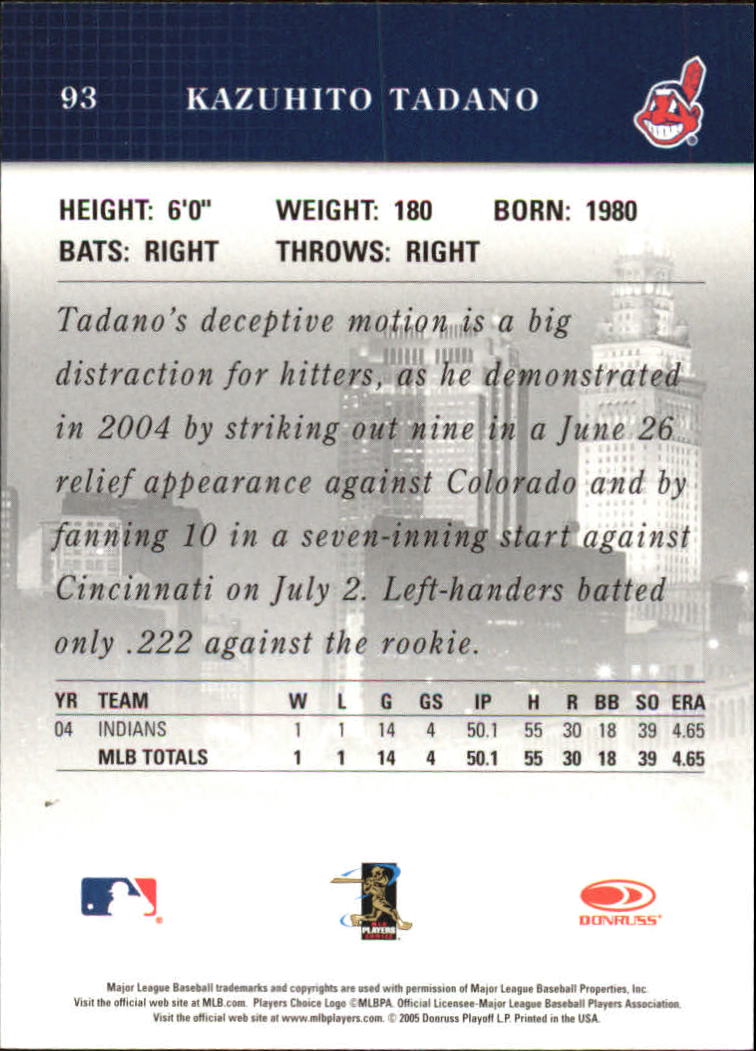 93 KAZUHITO TADANO
HEIGHT: 6'0" WEIGHT: 180 BORN: 1980
BATS: RIGHT THROWS: RIGHT
Tadano's deceptive motion is a big
distraction for hitters, as he demonstrated
in 2004 by striking out nine in a June 26
relief appearance against Colorado and by
fanning 10 in a seven-inning start against
Cincinnati on July 2. Left-handers batted
only .222 against the rookie.
YR TEAM W L G GS IP H R BB SO ERA
04 INDIANS 1 1 14 4 50.1 55 30 18 39 4.65
MLB TOTALS 1 1 14 4 50.1 55 30 18 39 4.65
MLB
PLAYERS
CHOICE
DONRUSS
Major League Baseball trademarks and copyrights are used with permission of Major League Baseball Properties, Inc.
Visit the official web site at MLB.com. Players Choice Logo ©MLBPA. Official Licensee-Major League Baseball Players Association.
Visit the official web site at www.mlbplayers.com. © 2005 Donruss Playoff L.P. Printed in the USA.